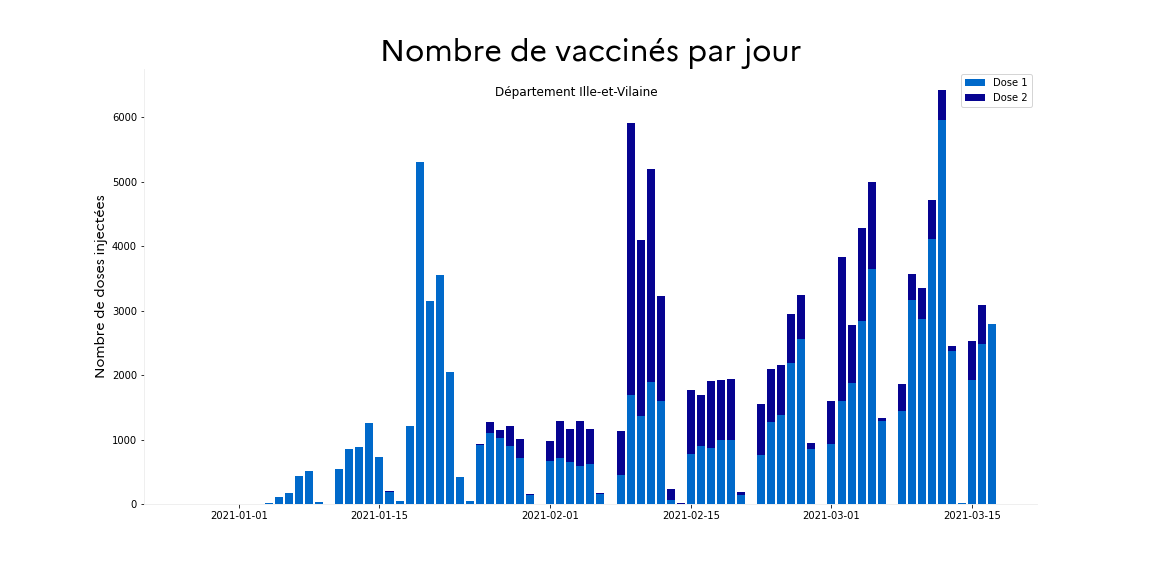 Nombre de vaccinés par jour
Département Ille-et-Vilaine
Dose 1
Dose 2
Nombre de doses injectées
6000
5000
4000
3000
2000
1000
0
2021-01-01
2021-01-15
2021-02-01
2021-02-15
2021-03-01
2021-03-15